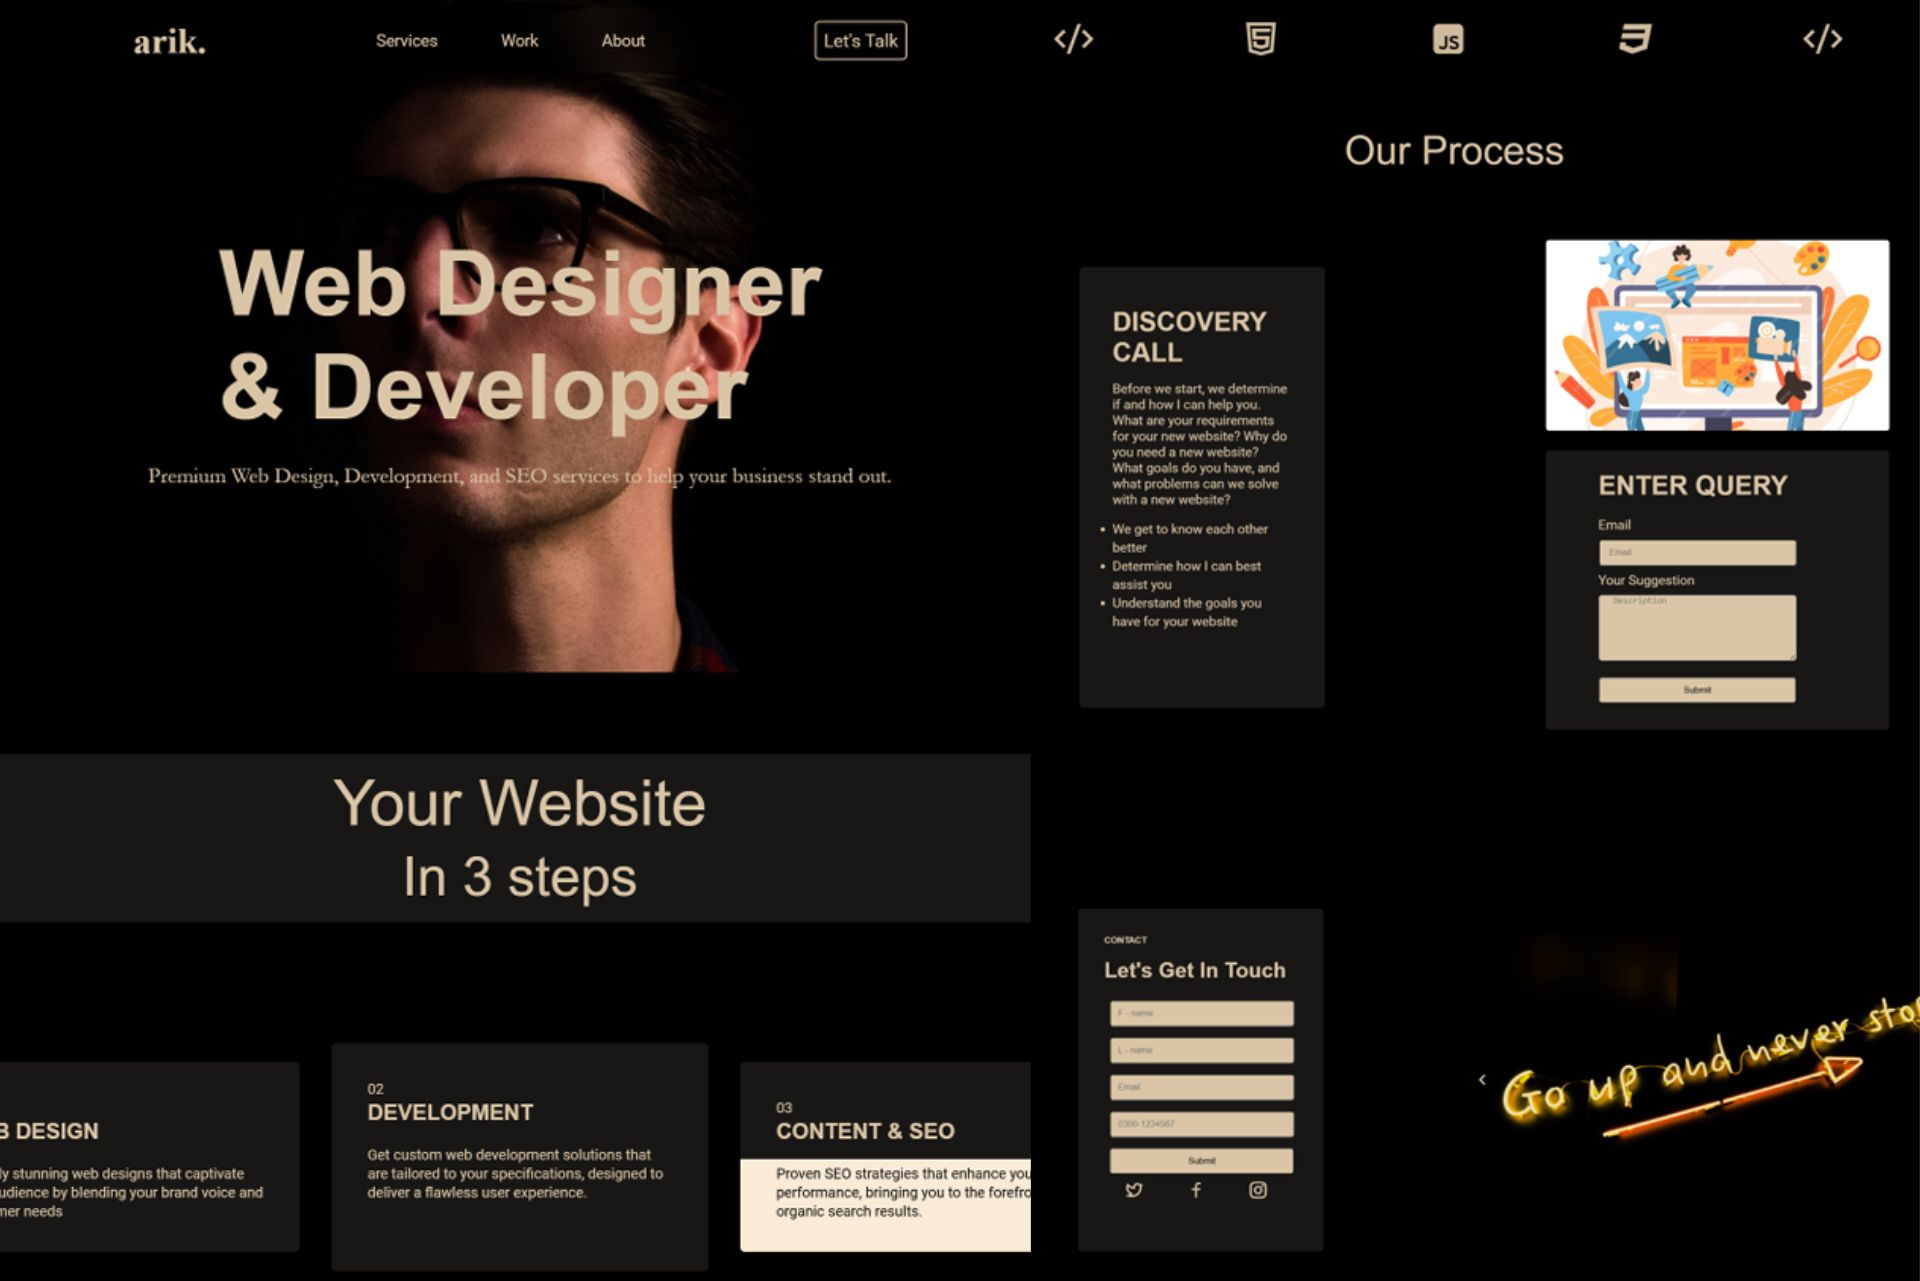 arik.
Services
Work
About
Let's Talk
Web Designer
& Developer
Premium Web Design, Development, and SEO services to help your business stand out.
Your Website
In 3 steps
B DESIGN
ly stunning web designs that captivate
udience by blending your brand voice and
mer needs
02
DEVELOPMENT
Get custom web development solutions that
are tailored to your specifications, designed to
deliver a flawless user experience.
03
CONTENT & SEO
Proven SEO strategies that enhance you
performance, bringing you to the forefro
organic search results.
</>
5
JS
3
</>
Our Process
DISCOVERY
CALL
Before we start, we determine
if and how I can help you.
What are your requirements
for your new website? Why do
you need a new website?
What goals do you have, and
what problems can we solve
with a new website?
• We get to know each other
better
• Determine how I can best
assist you
• Understand the goals you
have for your website
ENTER QUERY
Email
Email
Your Suggestion
Description
Submit
CONTACT
Let's Get In Touch
F - name
L - name
Email
0300-1234567
Submit
Go up and never stop